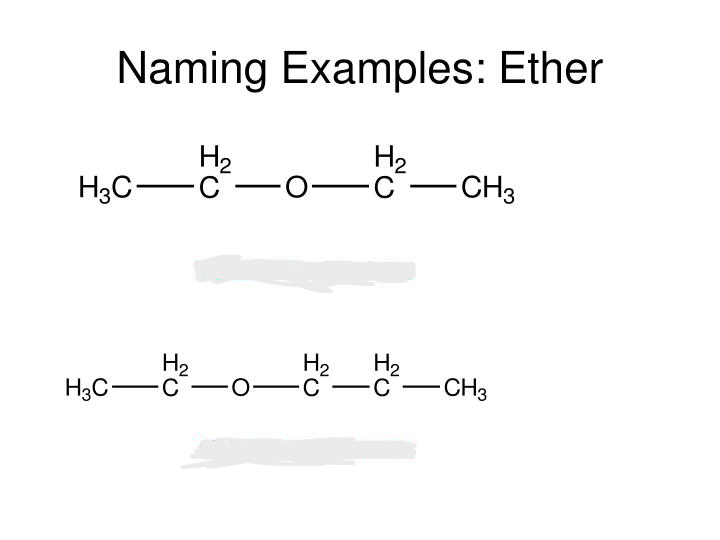 Naming Examples: Ether
H₂ H₂
H₃C C O C CH₃
H₂ H₂ H₂
H₃C C O C C CH₃